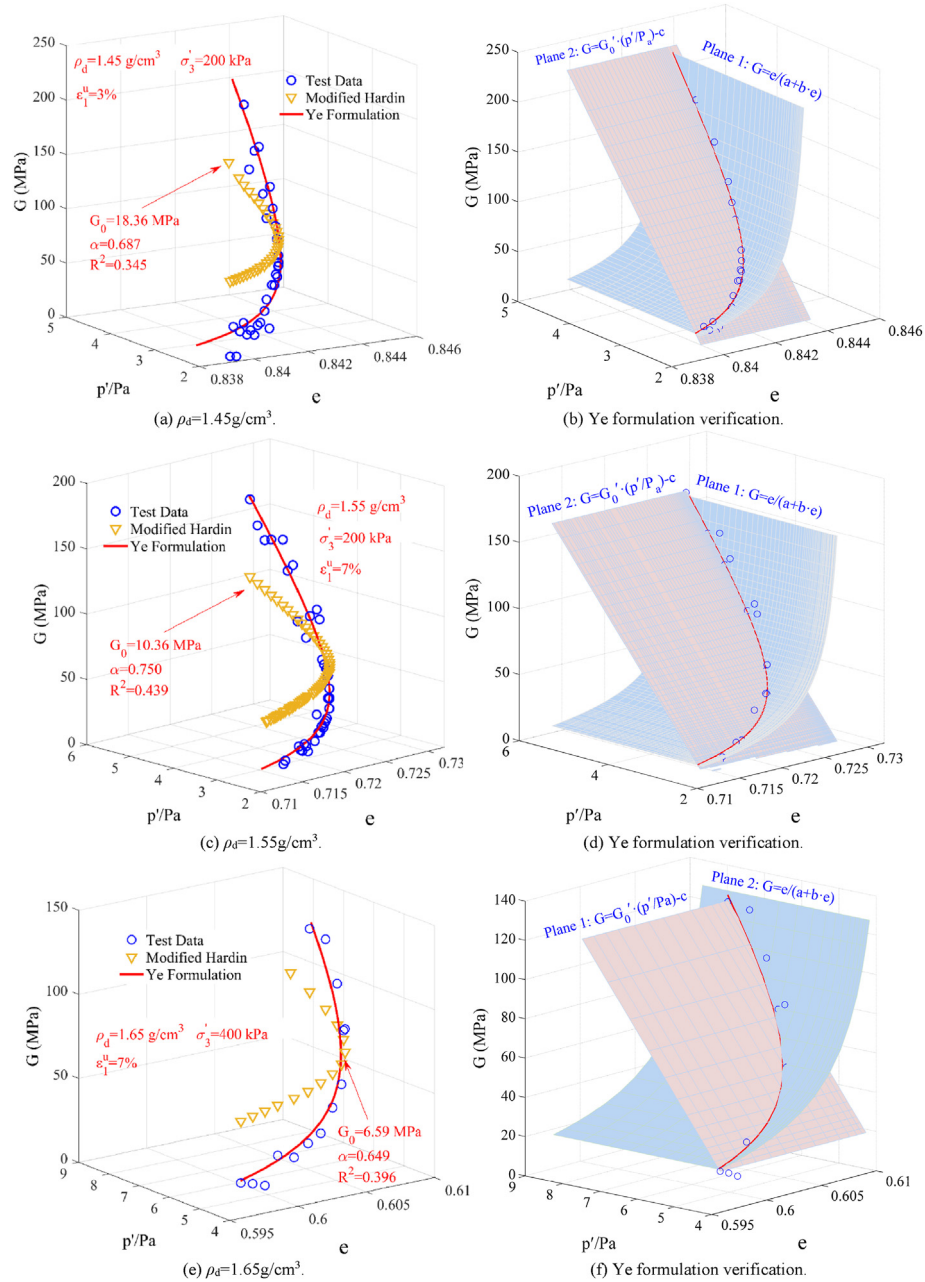 250
200
150
100
50
0
G (MPa)
ρd=1.45 g/cm³ σ'3=200 kPa
εu1=3%
Test Data
Modified Hardin
Ye Formulation
G0=18.36 MPa
α=0.687
R²=0.345
5
4
3
2
p′/Pa
0.838
0.84
0.842
0.844
0.846
e
(a) ρd=1.45g/cm³.
250
200
150
100
50
0
G (MPa)
Plane 2: G=G0′·(p′/Pa)-c
Plane 1: G=e/(a+b·e)
5
4
3
2
p′/Pa
0.838
0.84
0.842
0.844
0.846
e
(b) Ye formulation verification.
200
150
100
50
0
G (MPa)
Test Data
Modified Hardin
Ye Formulation
ρd=1.55 g/cm³
σ'3=200 kPa
εu1=7%
G0=10.36 MPa
α=0.750
R²=0.439
6
5
4
3
2
p′/Pa
0.71
0.715
0.72
0.725
0.73
e
(c) ρd=1.55g/cm³.
200
150
100
50
0
G (MPa)
Plane 2: G=G0′·(p′/Pa)-c
Plane 1: G=e/(a+b·e)
6
4
2
p′/Pa
0.71
0.715
0.72
0.725
0.73
e
(d) Ye formulation verification.
150
100
50
0
G (MPa)
Test Data
Modified Hardin
Ye Formulation
ρd=1.65 g/cm³ σ'3=400 kPa
εu1=7%
G0=6.59 MPa
α=0.649
R²=0.396
9
8
7
6
5
4
p′/Pa
0.595
0.6
0.605
0.61
e
(e) ρd=1.65g/cm³.
140
120
100
80
60
40
20
0
G (MPa)
Plane 1: G=G0′·(p′/Pa)-c
Plane 2: G=e/(a+b·e)
9
8
7
6
5
4
p′/Pa
0.595
0.6
0.605
0.61
e
(f) Ye formulation verification.